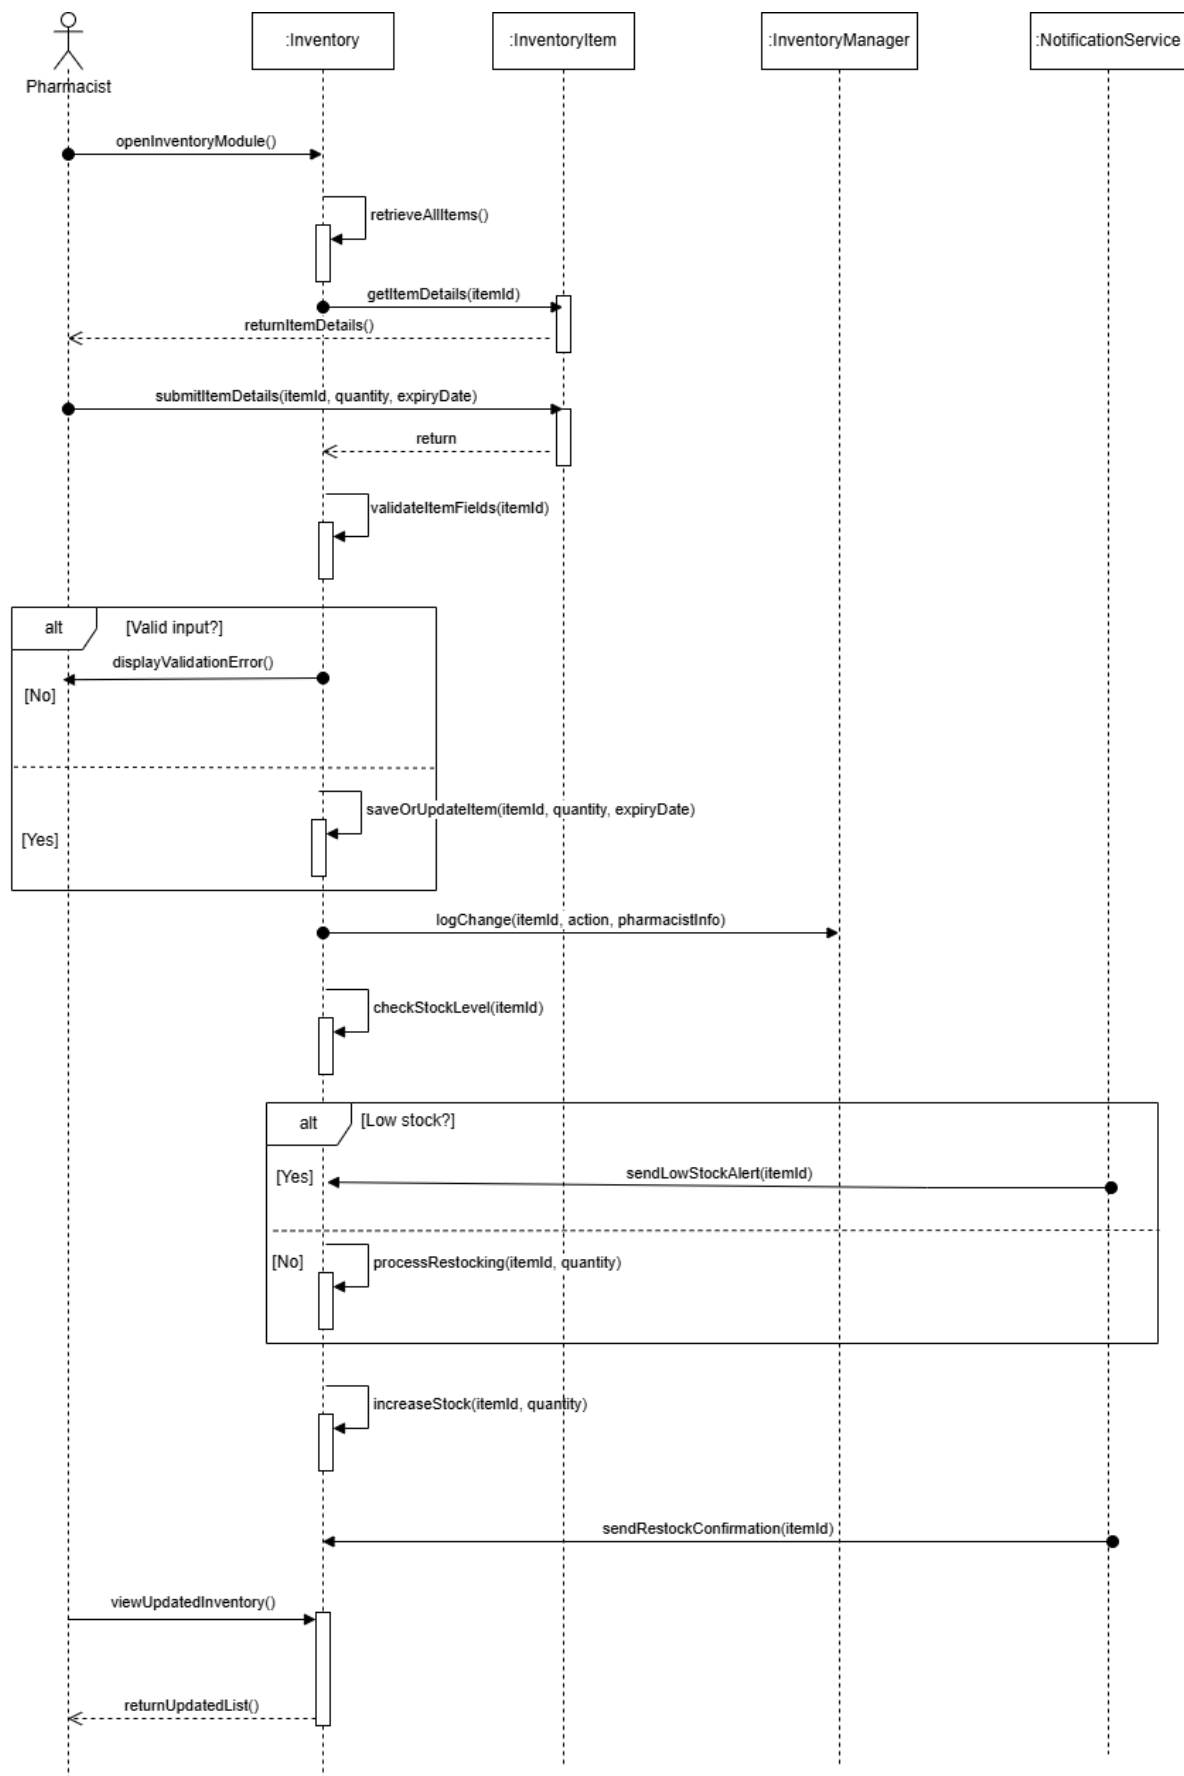 :Inventory
:InventoryItem
:InventoryManager
:NotificationService
Pharmacist
openInventoryModule()
retrieveAllItems()
getItemDetails(itemId)
returnItemDetails()
submitItemDetails(itemId, quantity, expiryDate)
return
validateItemFields(itemId)
alt
[Valid input?]
displayValidationError()
[No]
saveOrUpdateItem(itemId, quantity, expiryDate)
[Yes]
logChange(itemId, action, pharmacistInfo)
checkStockLevel(itemId)
alt
[Low stock?]
[Yes]
sendLowStockAlert(itemId)
[No]
processRestocking(itemId, quantity)
increaseStock(itemId, quantity)
sendRestockConfirmation(itemId)
viewUpdatedInventory()
returnUpdatedList()